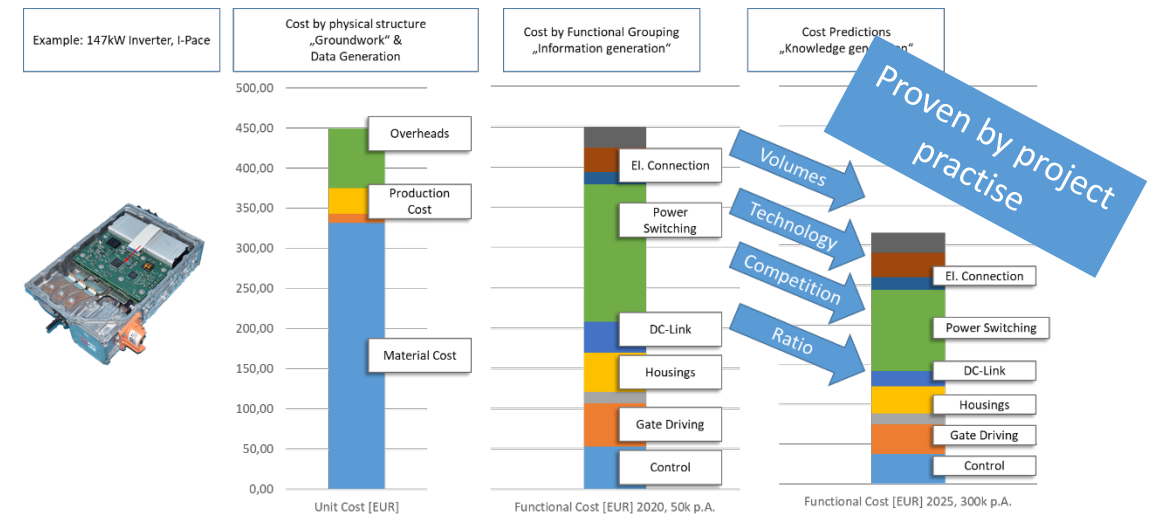 Example: 147kW Inverter, I-Pace
Cost by physical structure
„Groundwork“ &
Data Generation
Cost by Functional Grouping
„Information generation“
Cost Predictions
„Knowledge gen
Proven by project
practise
500,00
450,00
400,00
350,00
300,00
250,00
200,00
150,00
100,00
50,00
0,00
Overheads
Production
Cost
Material Cost
Unit Cost [EUR]
El. Connection
Power
Switching
DC-Link
Housings
Gate Driving
Control
Functional Cost [EUR] 2020, 50k p.A.
Volumes
Technology
Competition
Ratio
El. Connection
Power Switching
DC-Link
Housings
Gate Driving
Control
Functional Cost [EUR] 2025, 300k p.A.